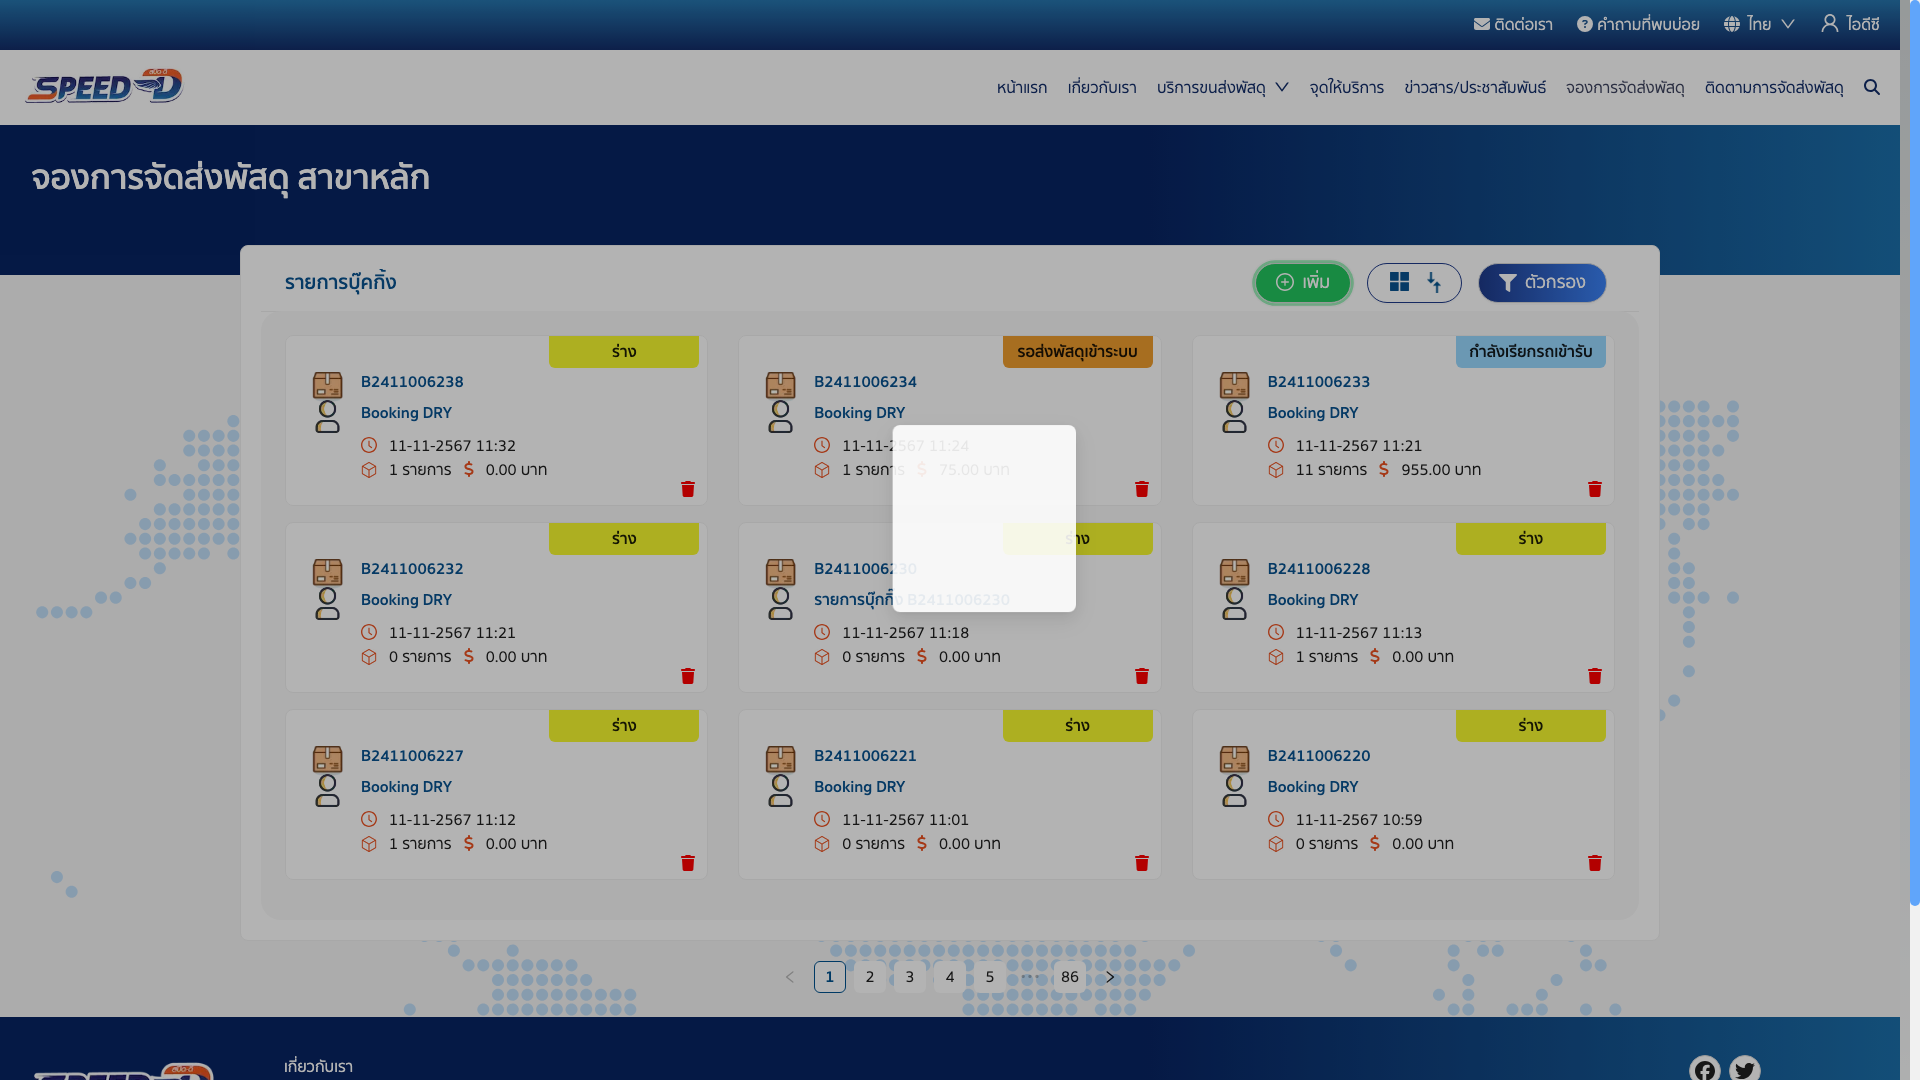 ติดต่อเรา
คำถามที่พบบ่อย
ไทย
ไอดีซี
SPEED D
หน้าแรก
เกี่ยวกับเรา
บริการขนส่งพัสดุ
จุดให้บริการ
ข่าวสาร/ประชาสัมพันธ์
จองการจัดส่งพัสดุ
ติดตามการจัดส่งพัสดุ
จองการจัดส่งพัสดุ สาขาหลัก
รายการบุ๊คกิ้ง
เพิ่ม
ตัวกรอง
ร่าง
B2411006238
Booking DRY
11-11-2567 11:32
1 รายการ $ 0.00 บาท
รอส่งพัสดุเข้าระบบ
B2411006234
Booking DRY
11-11-2567 11:24
1 รายการ $ 75.00 บาท
กำลังเรียกรถเข้ารับ
B2411006233
Booking DRY
11-11-2567 11:21
11 รายการ $ 955.00 บาท
ร่าง
B2411006232
Booking DRY
11-11-2567 11:21
0 รายการ $ 0.00 บาท
ร่าง
B2411006230
รายการบุ๊กกิ้ง B2411006230
11-11-2567 11:18
0 รายการ $ 0.00 บาท
ร่าง
B2411006228
Booking DRY
11-11-2567 11:13
1 รายการ $ 0.00 บาท
ร่าง
B2411006227
Booking DRY
11-11-2567 11:12
1 รายการ $ 0.00 บาท
ร่าง
B2411006221
Booking DRY
11-11-2567 11:01
0 รายการ $ 0.00 บาท
ร่าง
B2411006220
Booking DRY
11-11-2567 10:59
0 รายการ $ 0.00 บาท
1 2 3 4 5 ••• 86
SPEED D
เกี่ยวกับเรา